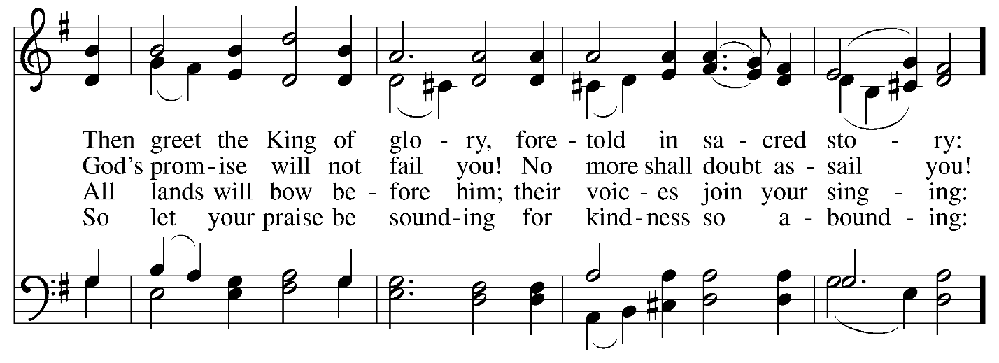 Then greet the King of glo - ry, fore - told in sa - cred sto - ry:
God's prom - ise will not fail you! No more shall doubt as - sail you!
All lands will bow be - fore him; their voic - es join your sing - ing:
So let your praise be sound - ing for kind - ness so a - bound - ing: